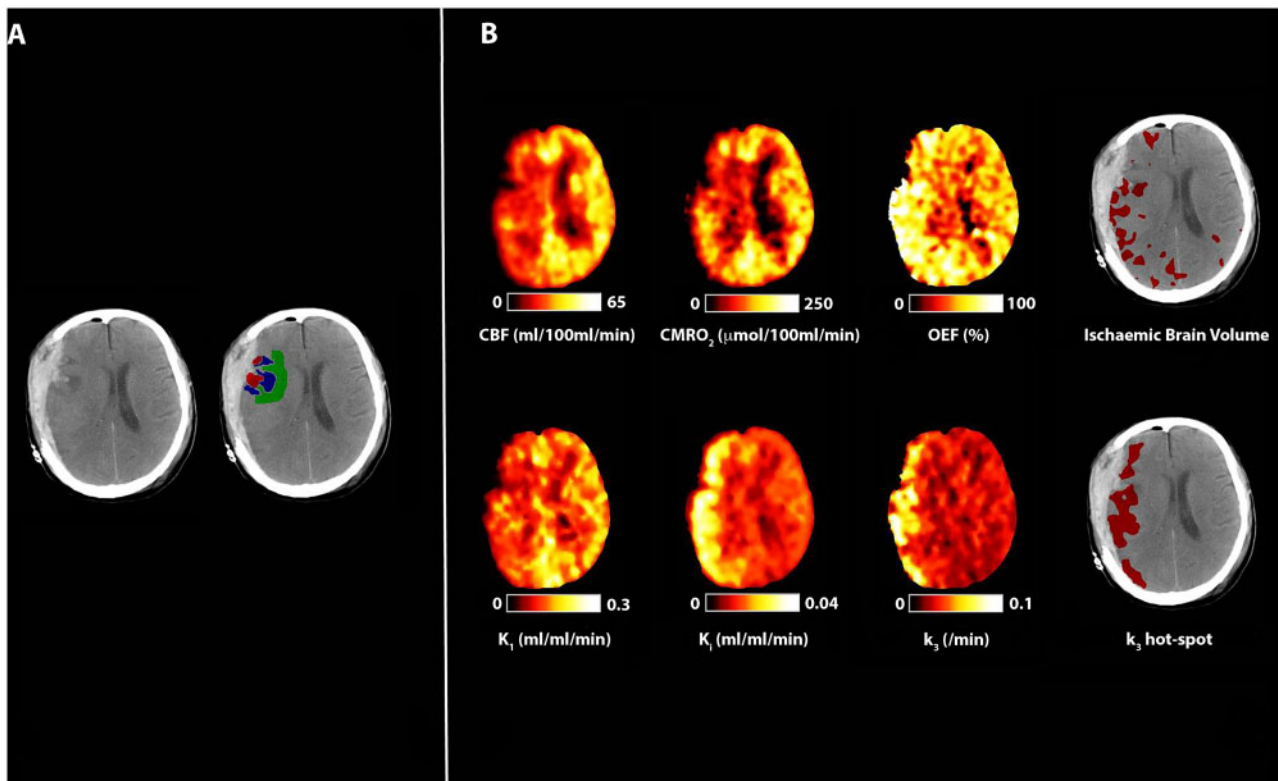 A
B
0 65
CBF (ml/100ml/min)
0 250
CMRO₂ (μmol/100ml/min)
0 100
OEF (%)
Ischaemic Brain Volume
0 0.3
K₁ (ml/ml/min)
0 0.04
Kᵢ (ml/ml/min)
0 0.1
k₃ (/min)
k₃ hot-spot